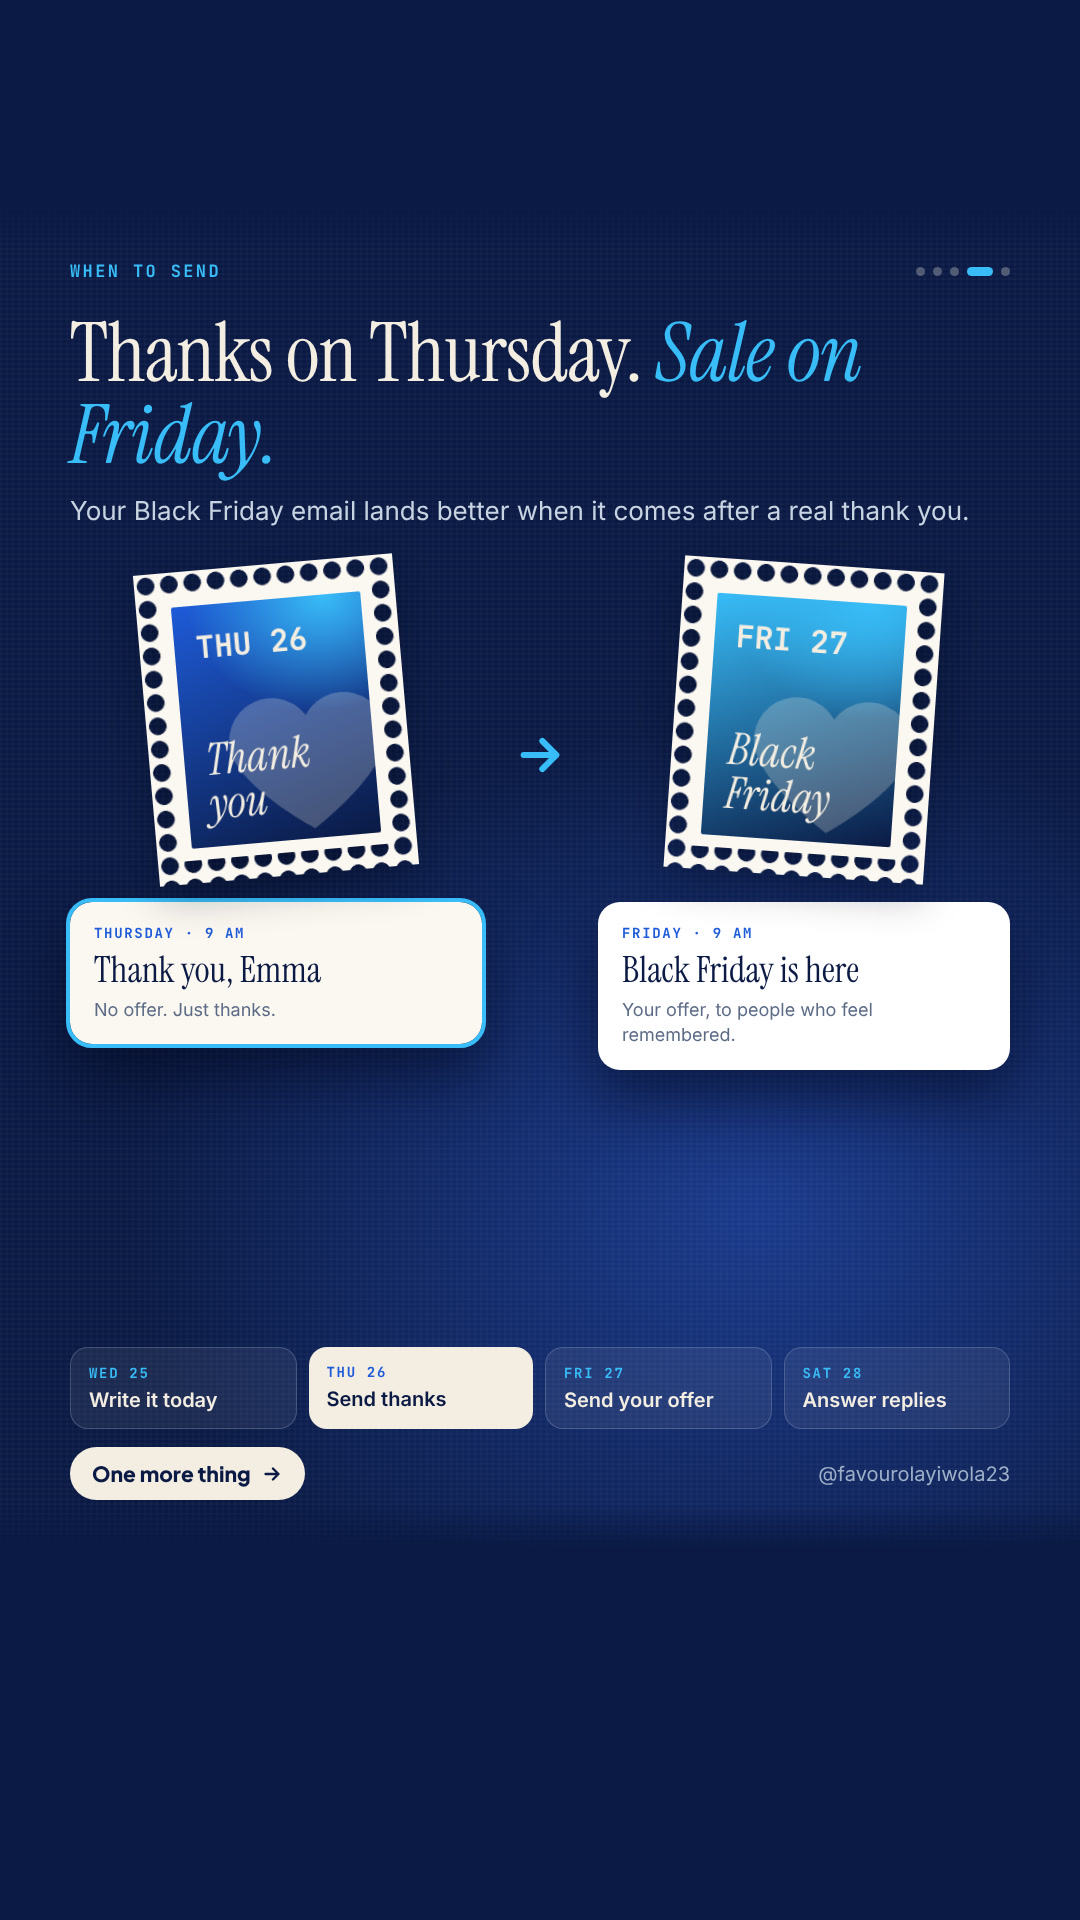 WHEN TO SEND
Thanks on Thursday. Sale on
Friday.
Your Black Friday email lands better when it comes after a real thank you.
THU 26
Thank
you
FRI 27
Black
Friday
THURSDAY · 9 AM
Thank you, Emma
No offer. Just thanks.
FRIDAY · 9 AM
Black Friday is here
Your offer, to people who feel
remembered.
WED 25
Write it today
THU 26
Send thanks
FRI 27
Send your offer
SAT 28
Answer replies
One more thing →
@favourolayiwola23